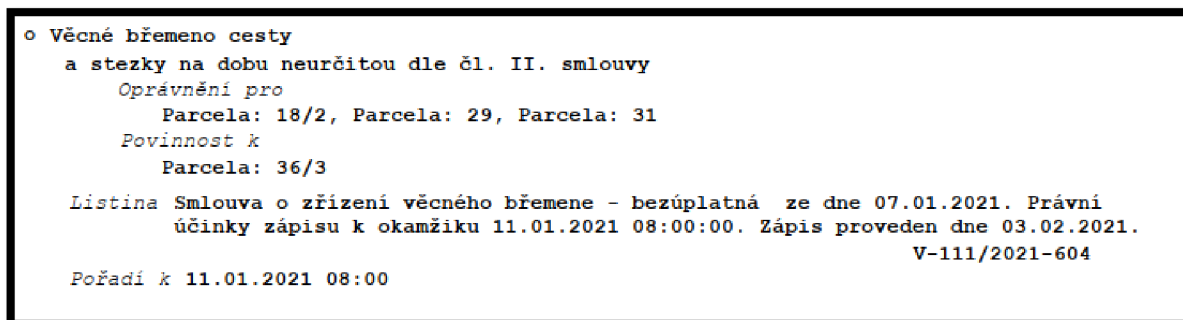 o Věcné břemeno cesty
a stezky na dobu neurčitou dle čl. II. smlouvy
Oprávnění pro
Parcela: 18/2, Parcela: 29, Parcela: 31
Povinnost k
Parcela: 36/3
Listina Smlouva o zřízení věcného břemene - bezúplatná ze dne 07.01.2021. Právní
účinky zápisu k okamžiku 11.01.2021 08:00:00. Zápis proveden dne 03.02.2021.
V-111/2021-604
Pořadí k 11.01.2021 08:00